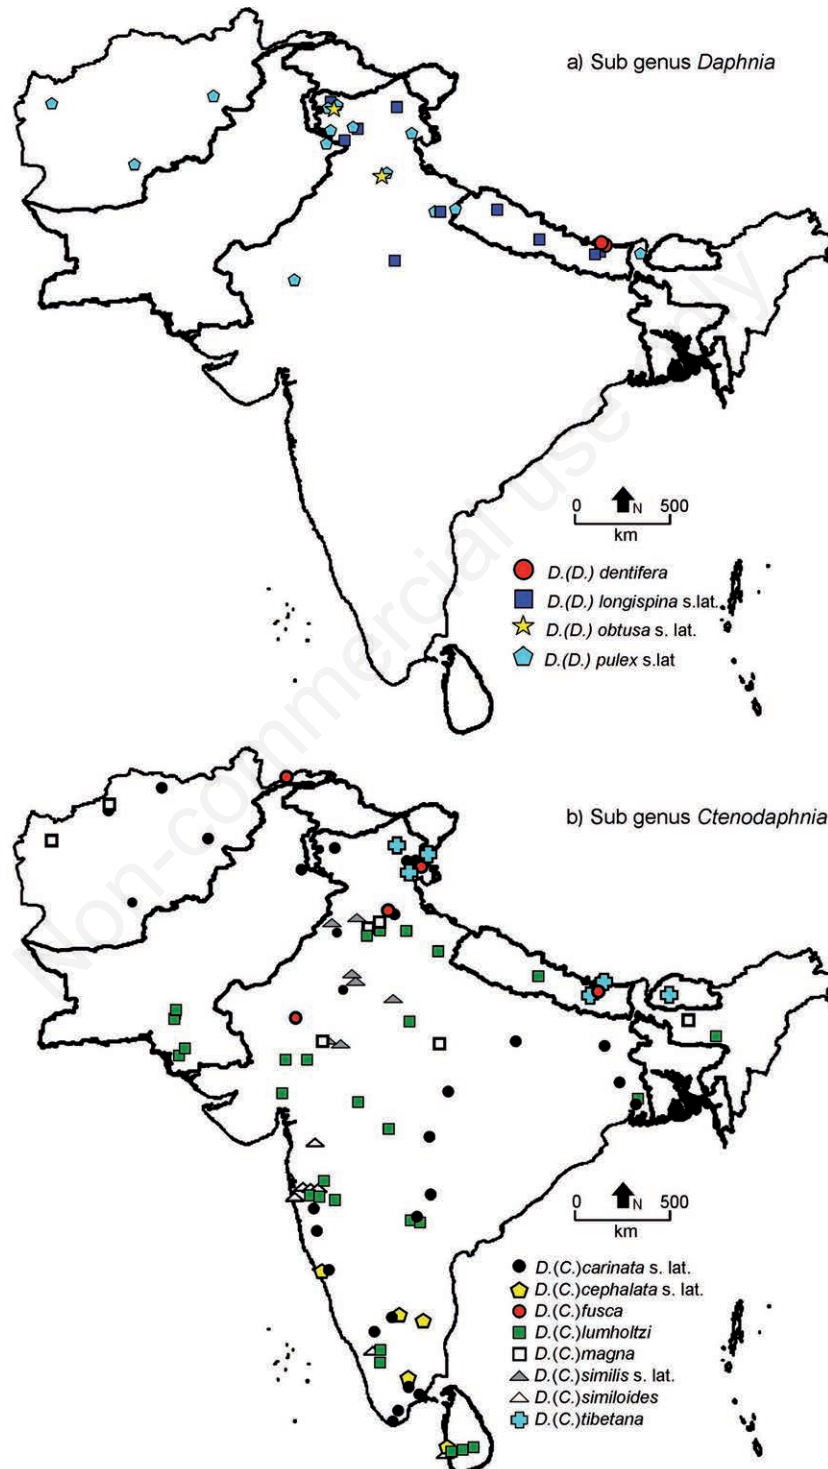 a) Sub genus Daphnia
N
0 500
km
D.(D.) dentifera
D.(D.) longispina s.lat.
D.(D.) obtusa s. lat.
D.(D.) pulex s.lat
Non-commercial use only
b) Sub genus Ctenodaphnia
N
0 500
km
D.(C.)carinata s. lat.
D.(C.)cephalata s. lat.
D.(C.)fusca
D.(C.)lumholtzi
D.(C.)magna
D.(C.)similis s. lat.
D.(C.)similoides
D.(C.)tibetana